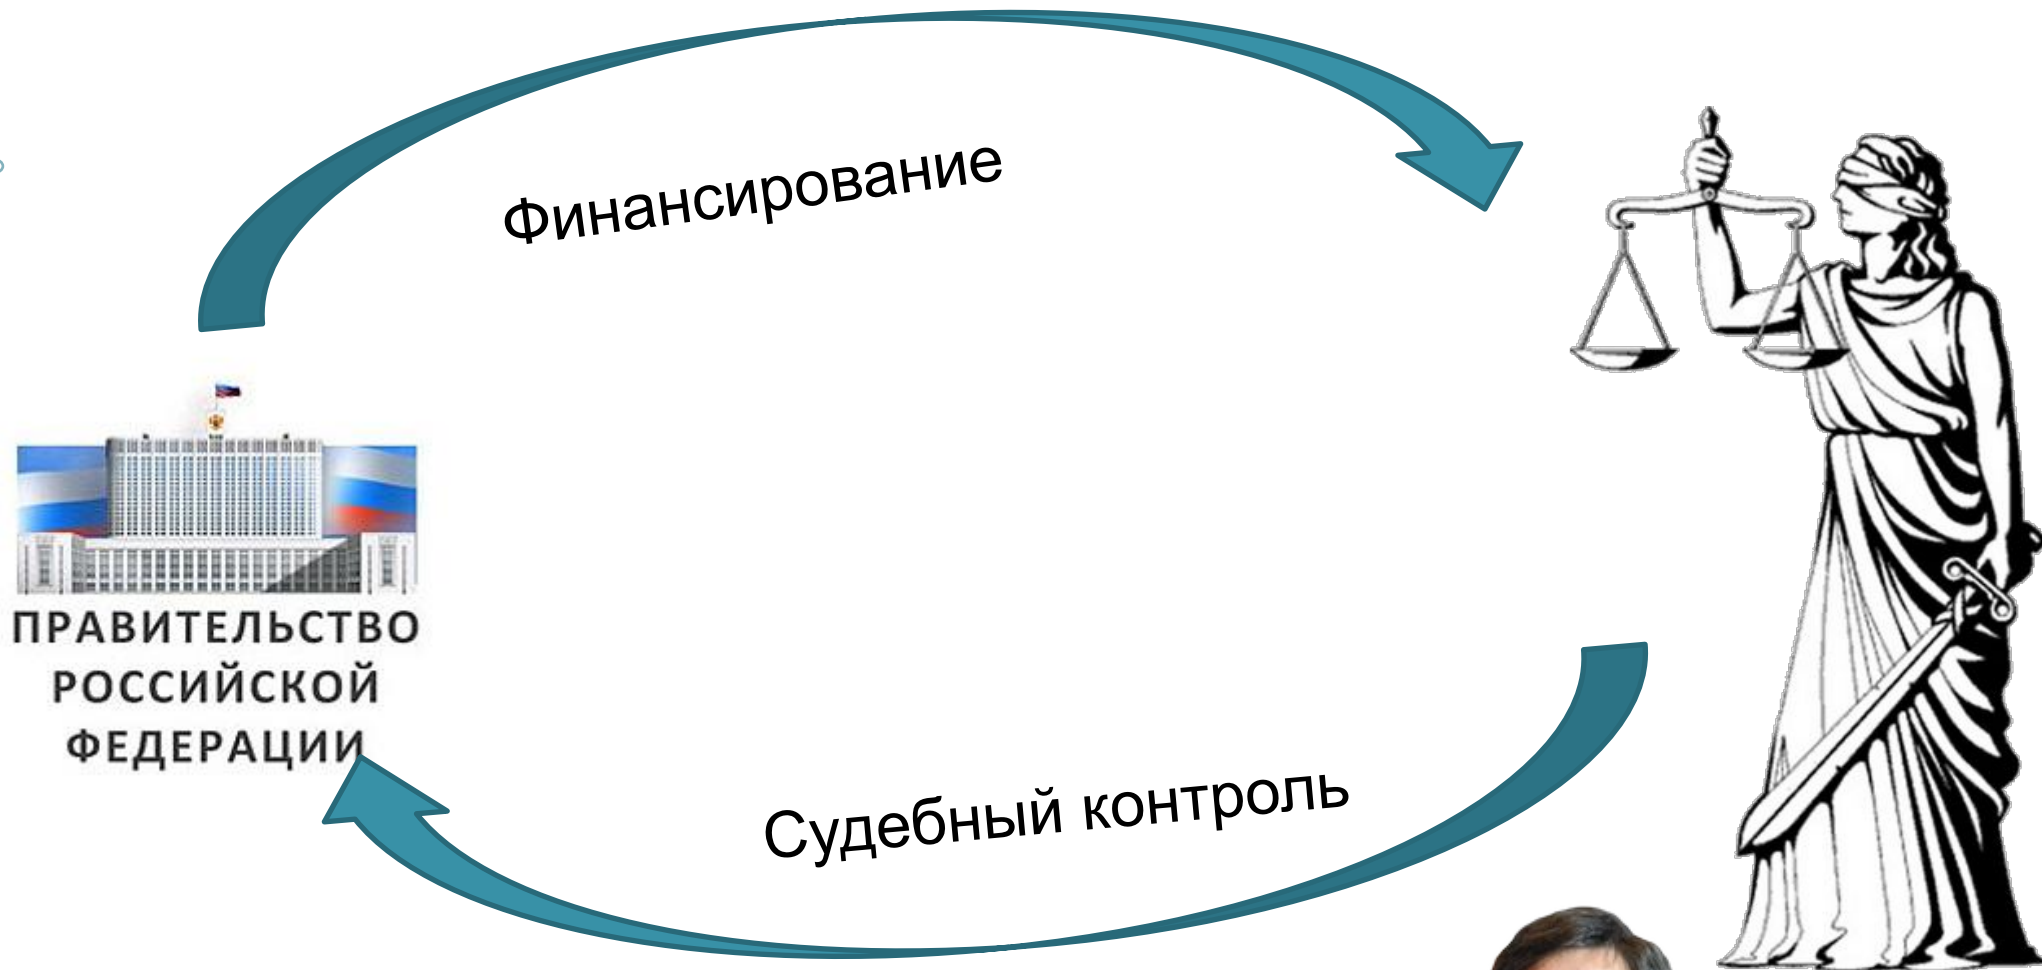 Финансирование
ПРАВИТЕЛЬСТВО
РОССИЙСКОЙ
ФЕДЕРАЦИИ
Судебный контроль